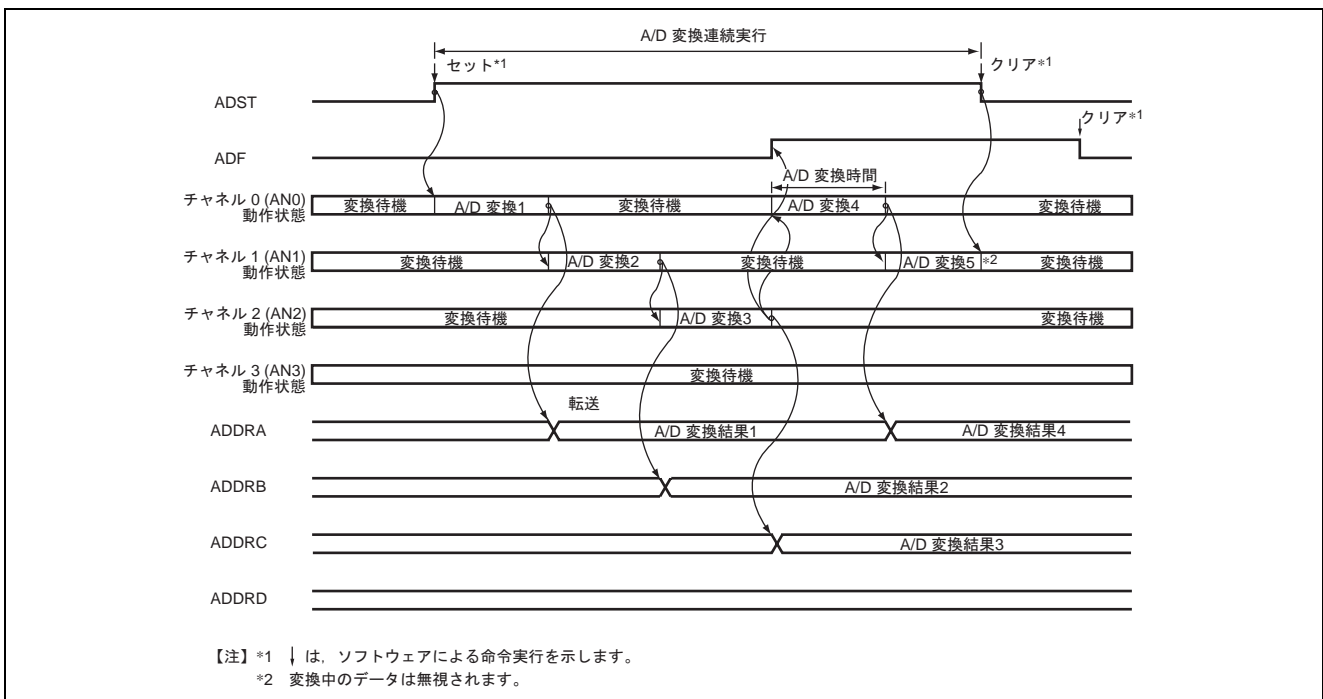 A/D 変換連続実行
セット*1
クリア*1
ADST
クリア*1
ADF
A/D 変換時間
チャネル 0 (AN0)
動作状態
変換待機
A/D 変換1
変換待機
A/D 変換4
変換待機
チャネル 1 (AN1)
動作状態
変換待機
A/D 変換2
変換待機
A/D 変換5
*2
変換待機
チャネル 2 (AN2)
動作状態
変換待機
A/D 変換3
変換待機
チャネル 3 (AN3)
動作状態
変換待機
転送
ADDRA
A/D 変換結果1
A/D 変換結果4
ADDRB
A/D 変換結果2
ADDRC
A/D 変換結果3
ADDRD
【注】*1 ↓ は，ソフトウェアによる命令実行を示します。
*2 変換中のデータは無視されます。